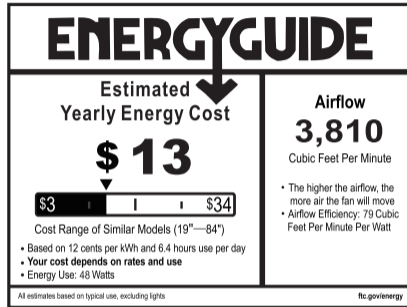 ENERGYGUIDE
Estimated
Yearly Energy Cost
$ 13
$3 $34
Cost Range of Similar Models (19"—84")
• Based on 12 cents per kWh and 6.4 hours use per day
• Your cost depends on rates and use
• Energy Use: 48 Watts
Airflow
3,810
Cubic Feet Per Minute
• The higher the airflow, the
more air the fan will move
• Airflow Efficiency: 79 Cubic
Feet Per Minute Per Watt
All estimates based on typical use, excluding lights
ftc.gov/energy